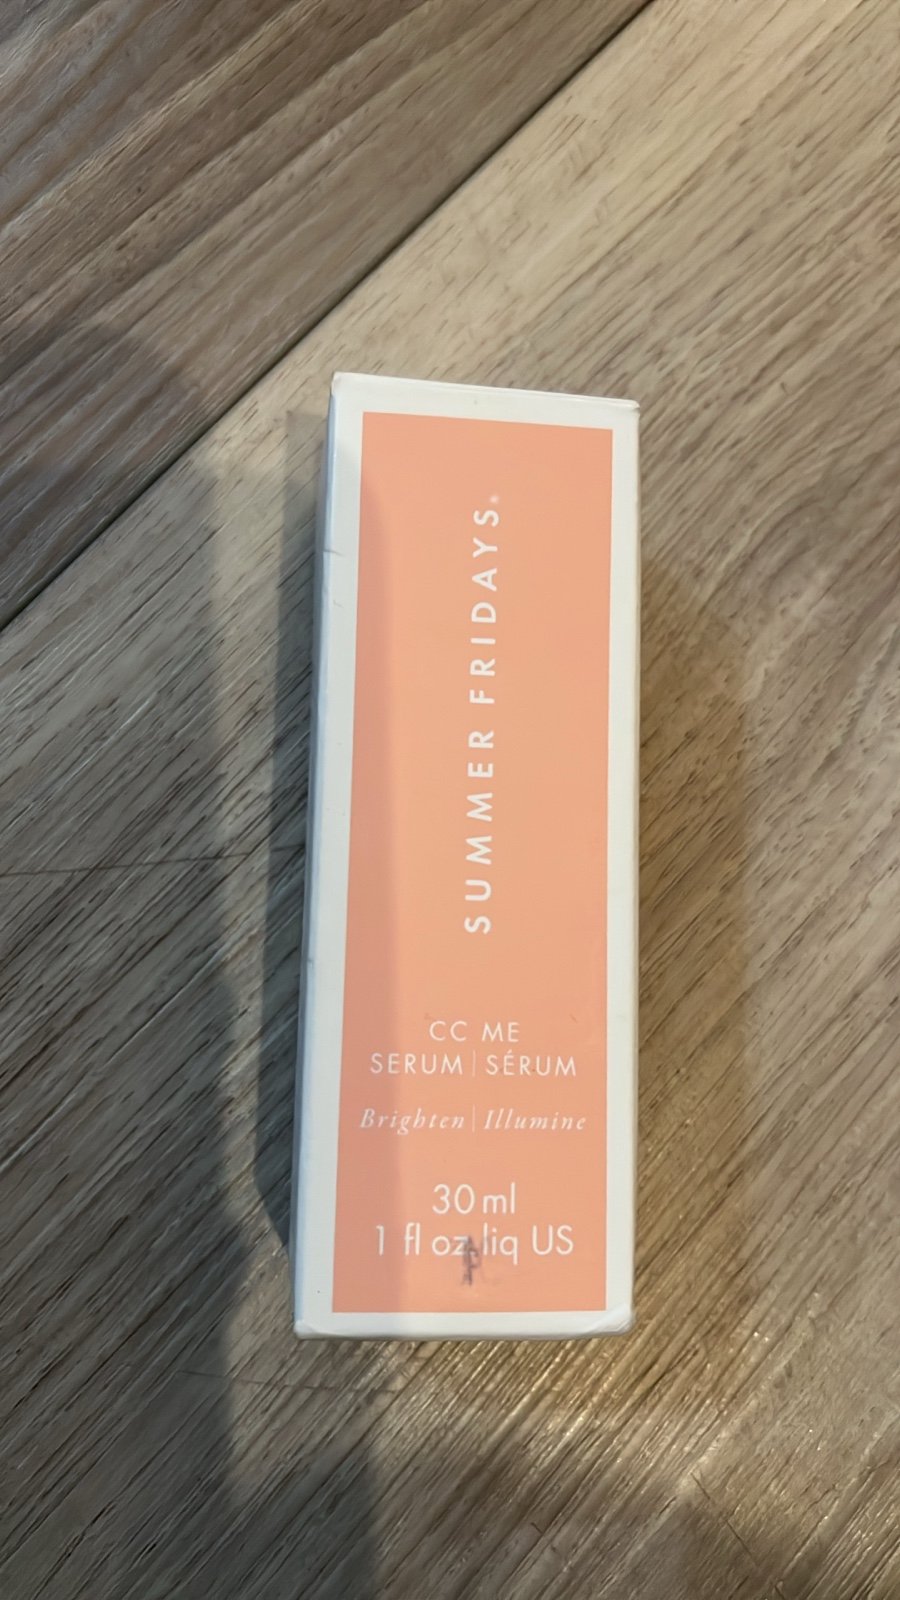 SUMMER FRIDAYS®
CC ME
SERUM | SÉRUM
Brighten | Illumine
30 ml
1 fl oz liq US